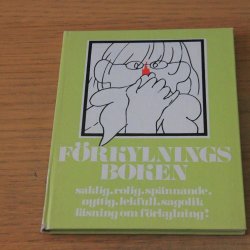 FÖRKYLNINGS
BOKEN
saklig, rolig, spännande,
nyttig, lekfull, sagolik
läsning om förkylning!